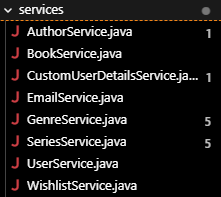 services
AuthorService.java 1
BookService.java
CustomUserDetailsService.ja... 1
EmailService.java
GenreService.java 5
SeriesService.java 5
UserService.java
WishlistService.java